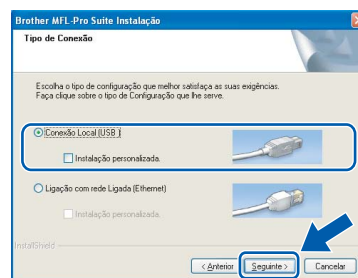 Brother MFL-Pro Suite Instalação
Tipo de Conexão
Escolha o tipo de configuração que melhor satisfaça as suas exigências.
Faça clique sobre o tipo de Configuração que lhe serve.
Conexão Local (USB )
Instalação personalizada.
Ligação com rede Ligada (Ethernet)
Instalação personalizada.
InstallShield
< Anterior Seguinte > Cancelar